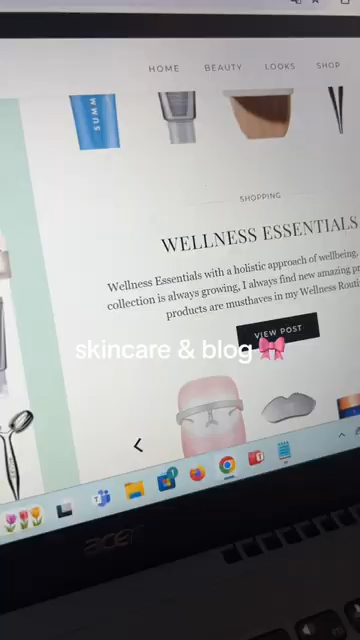 HOME BEAUTY LOOKS SHOP
SUMM
SHOPPING
WELLNESS ESSENTIALS
Wellness Essentials with a holistic approach of wellbeing,
collection is always growing, I always find new amazing
products are musthaves in my Wellness
VIEW POST
skincare & blog 🎀
acer